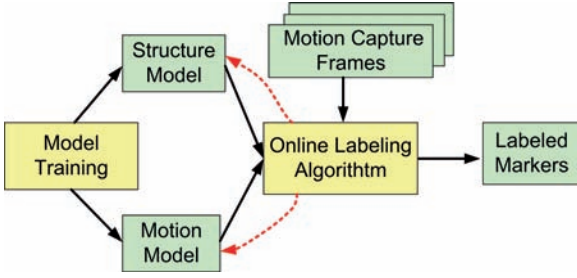 Structure
Model
Motion Capture
Frames
Model
Training
Online Labeling
Algorithtm
Labeled
Markers
Motion
Model